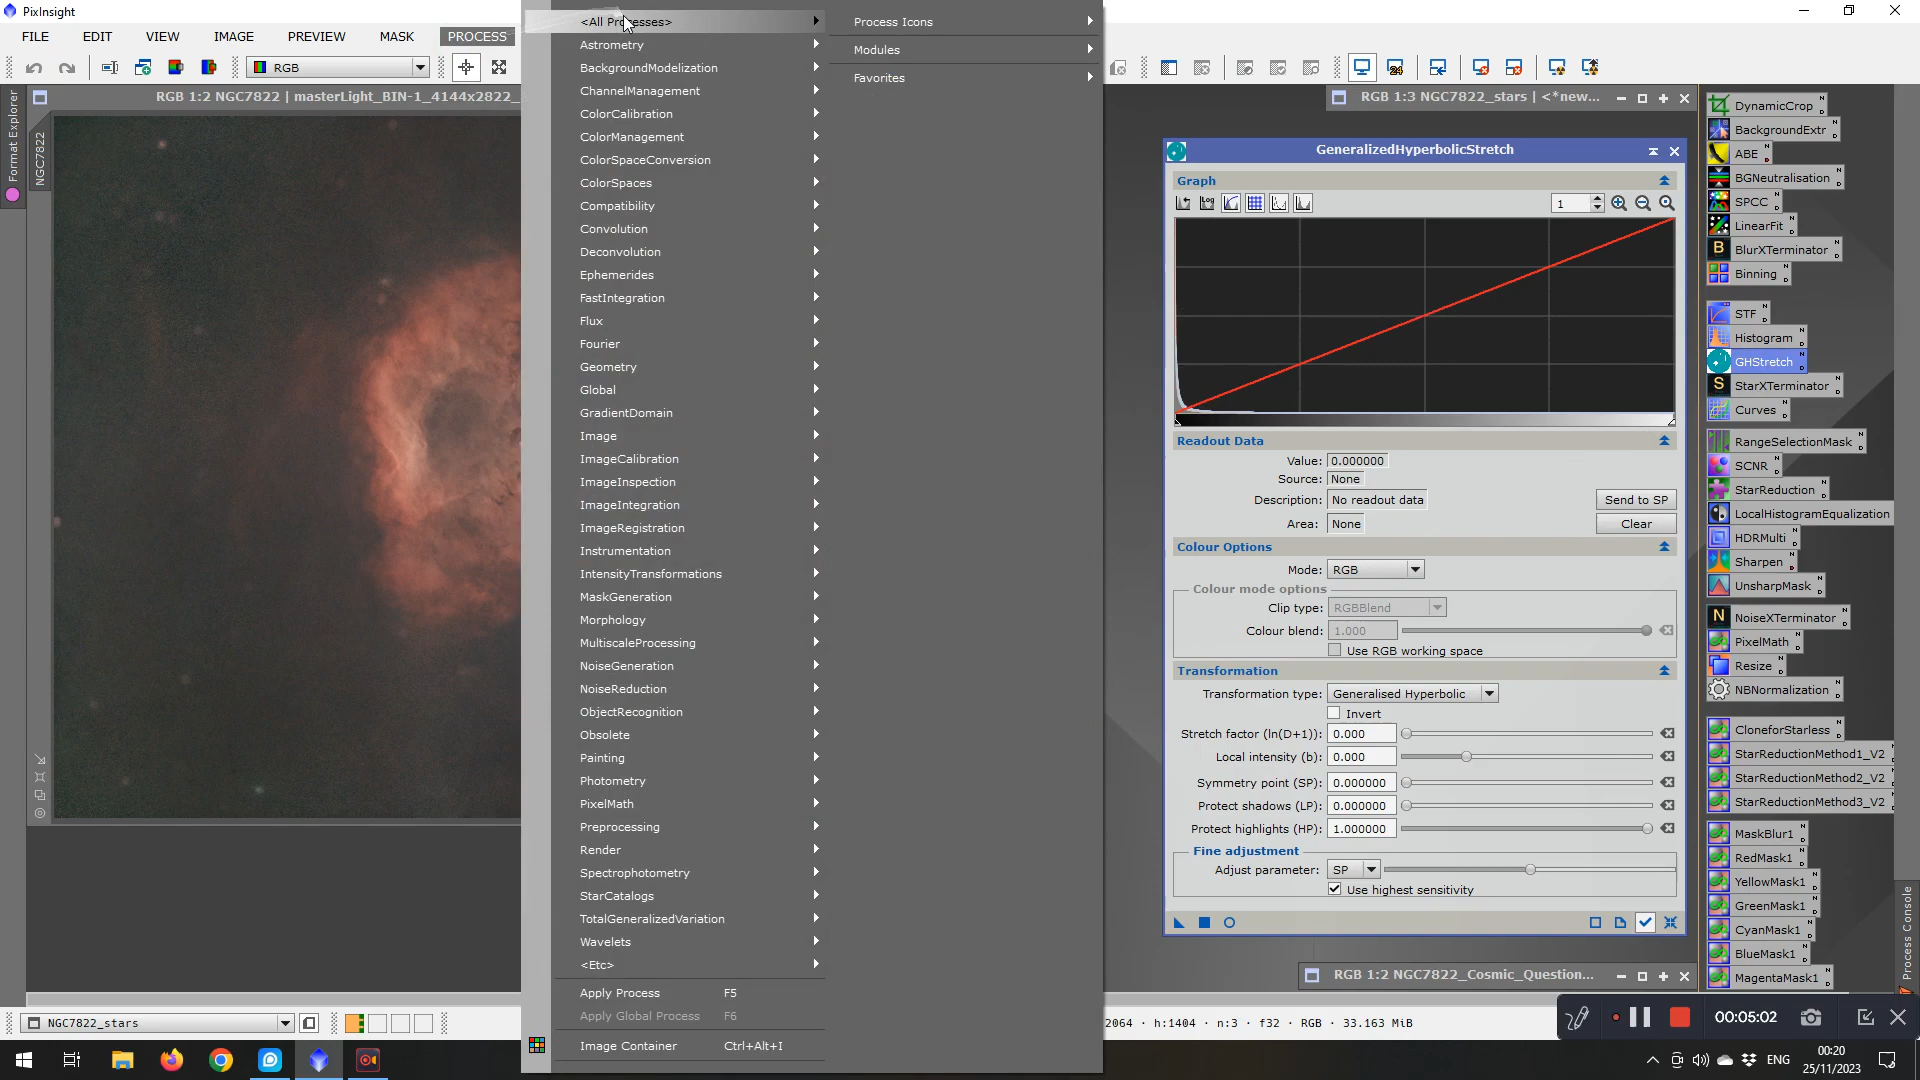 PixInsight
FILE EDIT VIEW IMAGE PREVIEW MASK PROCESS
RGB
RGB 1:2 NGC7822 | masterLight_BIN-1_4144x2822_
Format Explorer
NGC7822
<All Processes>
Astrometry
BackgroundModelization
ChannelManagement
ColorCalibration
ColorManagement
ColorSpaceConversion
ColorSpaces
Compatibility
Convolution
Deconvolution
Ephemerides
FastIntegration
Flux
Fourier
Geometry
Global
GradientDomain
Image
ImageCalibration
ImageInspection
ImageIntegration
ImageRegistration
Instrumentation
IntensityTransformations
MaskGeneration
Morphology
MultiscaleProcessing
NoiseGeneration
NoiseReduction
ObjectRecognition
Obsolete
Painting
Photometry
PixelMath
Preprocessing
Render
Spectrophotometry
StarCatalogs
TotalGeneralizedVariation
Wavelets
<Etc>
Apply Process F5
Apply Global Process F6
Image Container Ctrl+Alt+I
Process Icons
Modules
Favorites
24
RGB 1:3 NGC7822_stars | <*new...
GeneralizedHyperbolicStretch
Graph
Log
1
Readout Data
Value: 0.000000
Source: None
Description: No readout data
Send to SP
Area: None
Clear
Colour Options
Mode: RGB
Colour mode options
Clip type: RGBBlend
Colour blend: 1.000
Use RGB working space
Transformation
Transformation type: Generalised Hyperbolic
Invert
Stretch factor (ln(D+1)): 0.000
Local intensity (b): 0.000
Symmetry point (SP): 0.000000
Protect shadows (LP): 0.000000
Protect highlights (HP): 1.000000
Fine adjustment
Adjust parameter: SP
Use highest sensitivity
RGB 1:2 NGC7822_Cosmic_Question...
DynamicCrop
BackgroundExtr
ABE
BGNeutralisation
SPCC
LinearFit
BlurXTerminator
Binning
STF
Histogram
GHStretch
StarXTerminator
Curves
RangeSelectionMask
SCNR
StarReduction
LocalHistogramEqualization
HDRMulti
Sharpen
UnsharpMask
NoiseXTerminator
PixelMath
Resize
NBNormalization
CloneforStarless
StarReductionMethod1_V2
StarReductionMethod2_V2
StarReductionMethod3_V2
MaskBlur1
RedMask1
YellowMask1
GreenMask1
CyanMask1
BlueMask1
MagentaMask1
Process Console
NGC7822_stars
2064 · h:1404 · n:3 · f32 · RGB · 33.163 MiB
00:05:02
ENG
00:20
25/11/2023